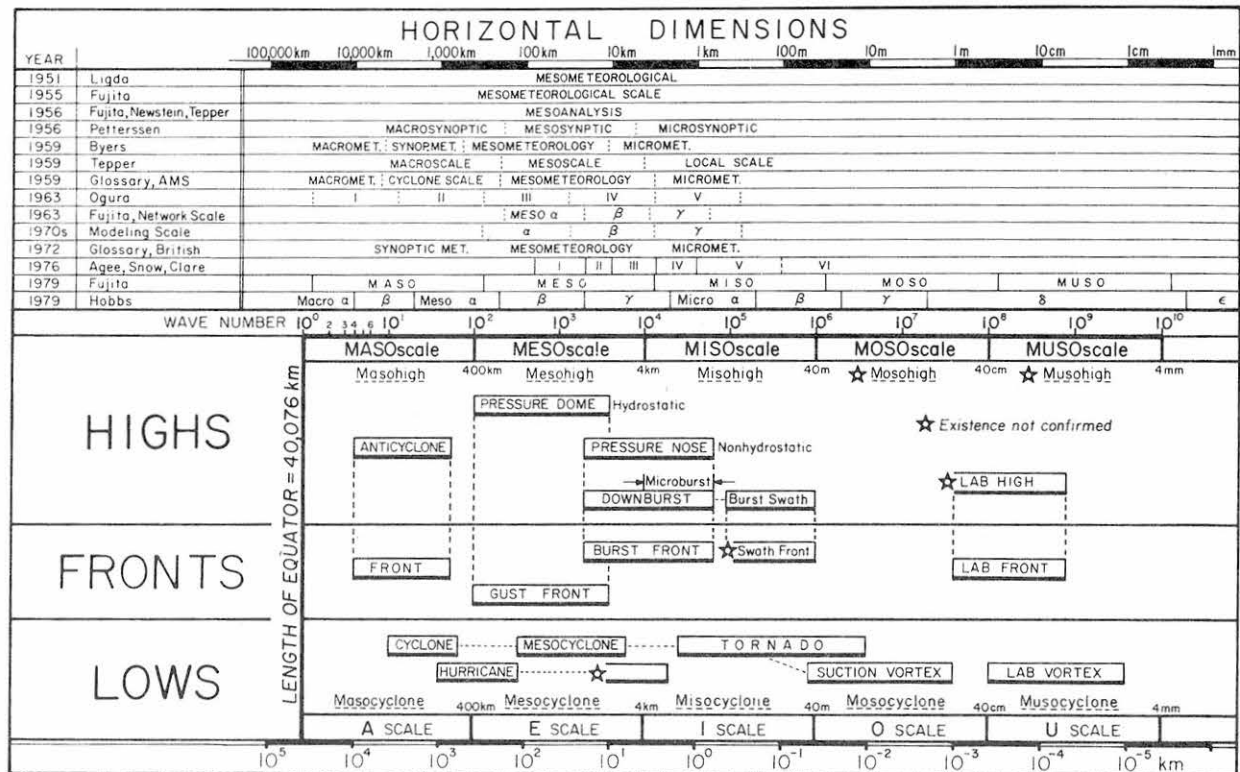 HORIZONTAL DIMENSIONS
YEAR 100,000km 10,000km 1,000km 100km 10km 1km 100m 10m 1m 10cm 1cm 1mm
1951 Ligda MESOMETEOROLOGICAL
1955 Fujita MESOMETEOROLOGICAL SCALE
1956 Fujita, Newstein, Tepper MESOANALYSIS
1956 Petterssen MACROSYNOPTIC MESOSYNPTIC MICROSYNOPTIC
1959 Byers MACROMET. SYNOP.MET. MESOMETEOROLOGY MICROMET.
1959 Tepper MACROSCALE MESOSCALE LOCAL SCALE
1959 Glossary, AMS MACROMET. CYCLONE SCALE MESOMETEOROLOGY MICROMET.
1963 Ogura I II III IV V
1963 Fujita, Network Scale MESO α β γ
1970s Modeling Scale α β γ
1972 Glossary, British SYNOPTIC MET. MESOMETEOROLOGY MICROMET.
1976 Agee, Snow, Clare I II III IV V VI
1979 Fujita MASO MESO MISO MOSO MUSO
1979 Hobbs Macro α β Meso α β γ Micro α β γ δ ε
WAVE NUMBER 10⁰ 2 3 4 6 10¹ 10² 10³ 10⁴ 10⁵ 10⁶ 10⁷ 10⁸ 10⁹ 10¹⁰
MASOscale MESOscale MISOscale MOSOscale MUSOscale
Masohigh 400km Mesohigh 4km Misohigh 40m ☆ Mosohigh 40cm ☆ Musohigh 4mm
PRESSURE DOME Hydrostatic
☆ Existence not confirmed
HIGHS
ANTICYCLONE PRESSURE NOSE Nonhydrostatic
Microburst ☆ LAB HIGH
DOWNBURST Burst Swath
LENGTH OF EQUATOR = 40,076 km
FRONTS
BURST FRONT ☆ Swath Front
FRONT LAB FRONT
GUST FRONT
LOWS
CYCLONE MESOCYCLONE TORNADO
HURRICANE ☆ SUCTION VORTEX LAB VORTEX
Masocyclone 400km Mesocyclone 4km Misocyclone 40m Mosocyclone 40cm Musocyclone 4mm
A SCALE E SCALE I SCALE O SCALE U SCALE
10⁵ 10⁴ 10³ 10² 10¹ 10⁰ 10⁻¹ 10⁻² 10⁻³ 10⁻⁴ 10⁻⁵ km